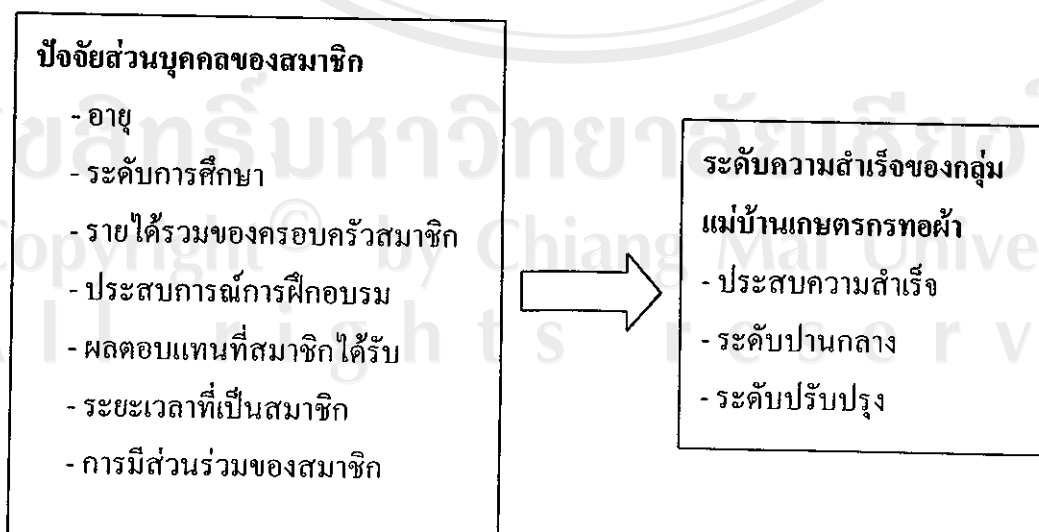 ปัจจัยส่วนบุคคลของสมาชิก
- อายุ
- ระดับการศึกษา
- รายได้รวมของครอบครัวสมาชิก
- ประสบการณ์การฝึกอบรม
- ผลตอบแทนที่สมาชิกได้รับ
- ระยะเวลาที่เป็นสมาชิก
- การมีส่วนร่วมของสมาชิก
ระดับความสำเร็จของกลุ่ม
แม่บ้านเกษตรกรทอผ้า
- ประสบความสำเร็จ
- ระดับปานกลาง
- ระดับปรับปรุง
Copyright © by Chiang Mai Unive
rights reserv